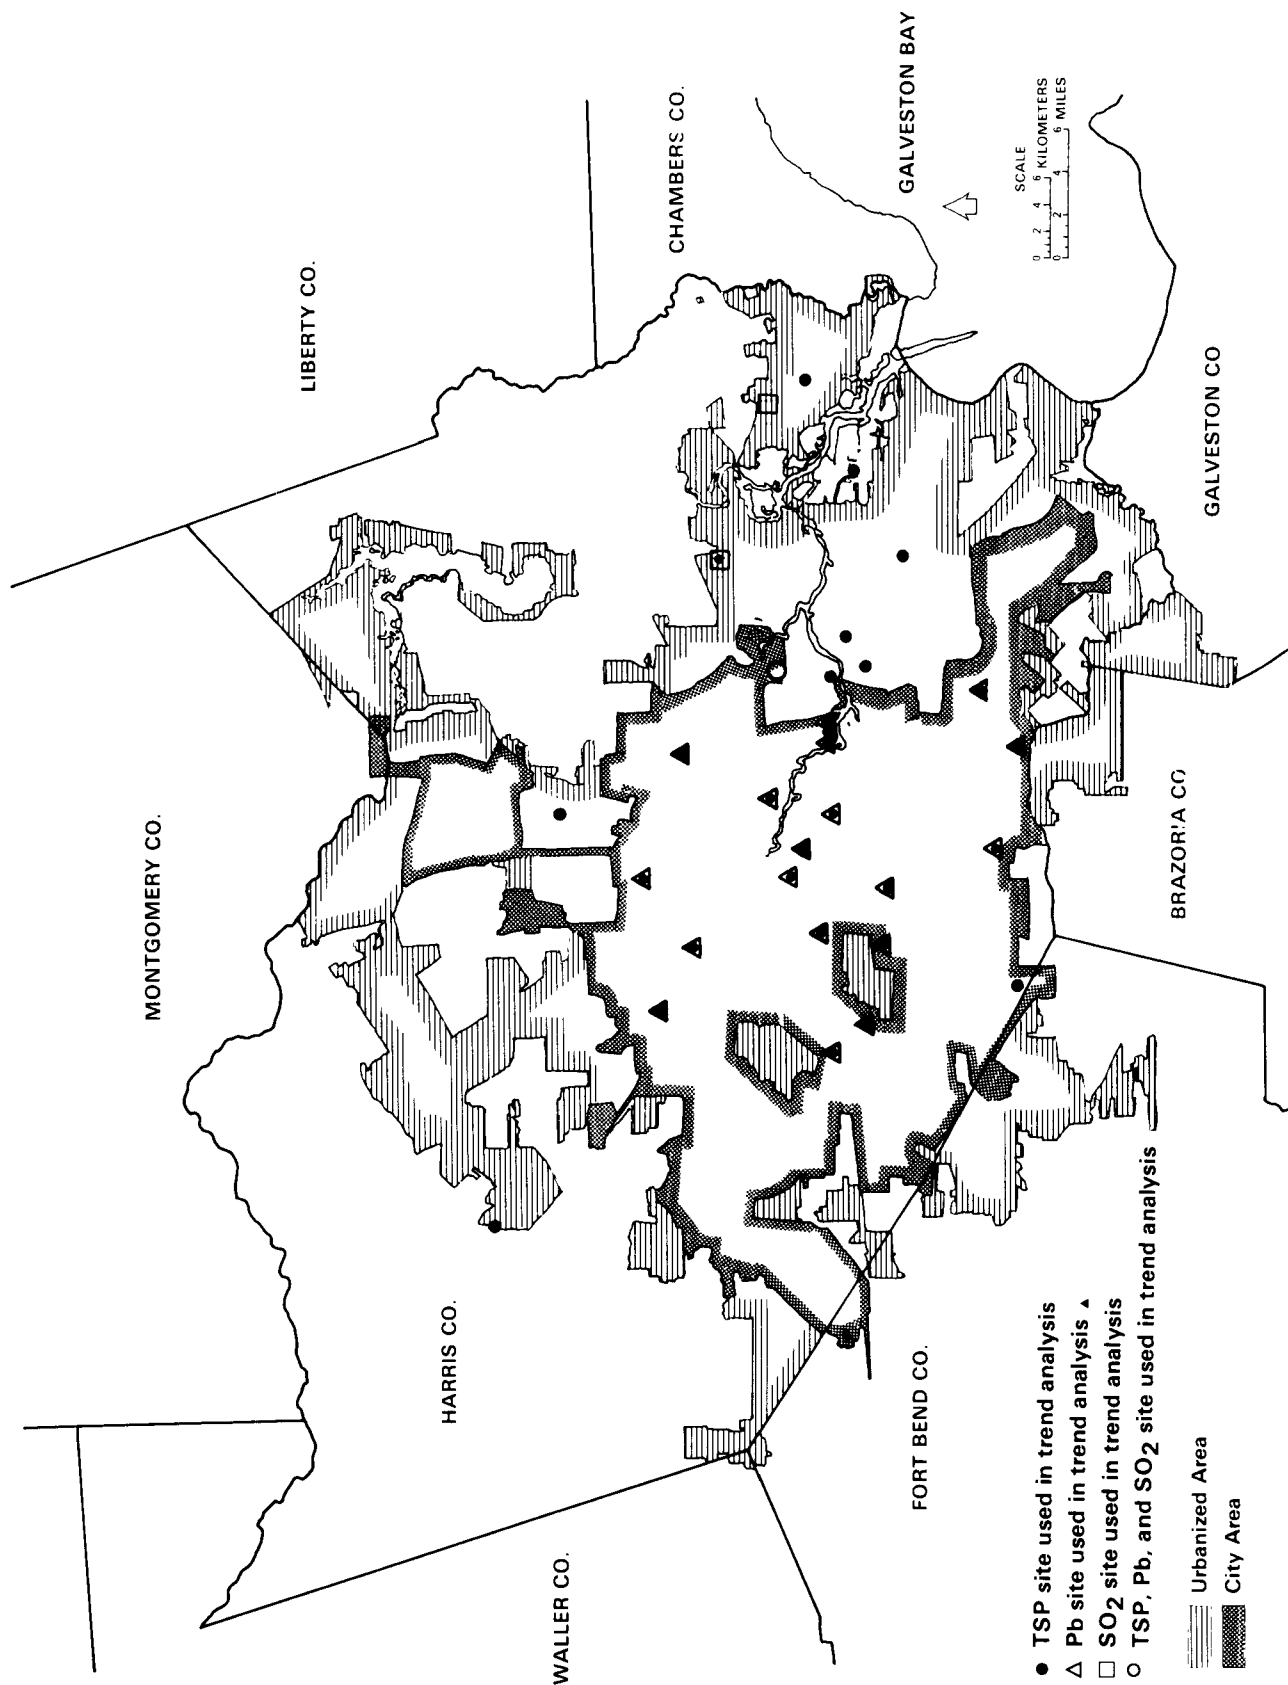 MONTGOMERY CO.
LIBERTY CO.
HARRIS CO.
WALLER CO.
CHAMBERS CO.
GALVESTON BAY
FORT BEND CO.
BRAZORIA CO
GALVESTON CO
SCALE
0 2 4 6 KILOMETERS
0 2 4 6 MILES
TSP site used in trend analysis
Pb site used in trend analysis
SO2 site used in trend analysis
TSP, Pb, and SO2 site used in trend analysis
Urbanized Area
City Area